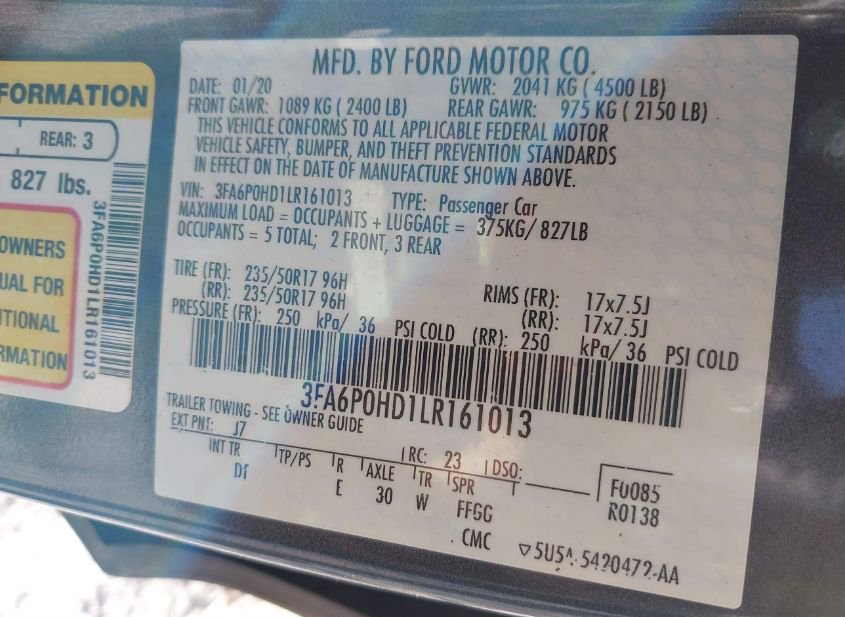 FORMATION
REAR: 3
827 lbs.
OWNERS
UAL FOR
ITIONAL
RMATION
3FA6P0HD1LR161013
MFD. BY FORD MOTOR CO.
DATE: 01/20 GVWR: 2041 KG ( 4500 LB)
FRONT GAWR: 1089 KG ( 2400 LB) REAR GAWR: 975 KG ( 2150 LB)
THIS VEHICLE CONFORMS TO ALL APPLICABLE FEDERAL MOTOR
VEHICLE SAFETY, BUMPER, AND THEFT PREVENTION STANDARDS
IN EFFECT ON THE DATE OF MANUFACTURE SHOWN ABOVE.
VIN: 3FA6P0HD1LR161013 TYPE: Passenger Car
MAXIMUM LOAD = OCCUPANTS + LUGGAGE = 375KG/ 827LB
OCCUPANTS = 5 TOTAL; 2 FRONT, 3 REAR
TIRE (FR): 235/50R17 96H RIMS (FR): 17x7.5J
(RR): 235/50R17 96H (RR): 17x7.5J
PRESSURE (FR): 250 kPa/ 36 PSI COLD (RR): 250 kPa/ 36 PSI COLD
3FA6P0HD1LR161013
TRAILER TOWING - SEE OWNER GUIDE
EXT PNT: J7 RC: 23 DSO:
INT TR TP/PS R AXLE TR SPR F0085
E 30 W FFGG R0138
CMC 5U5A-5420472-AA